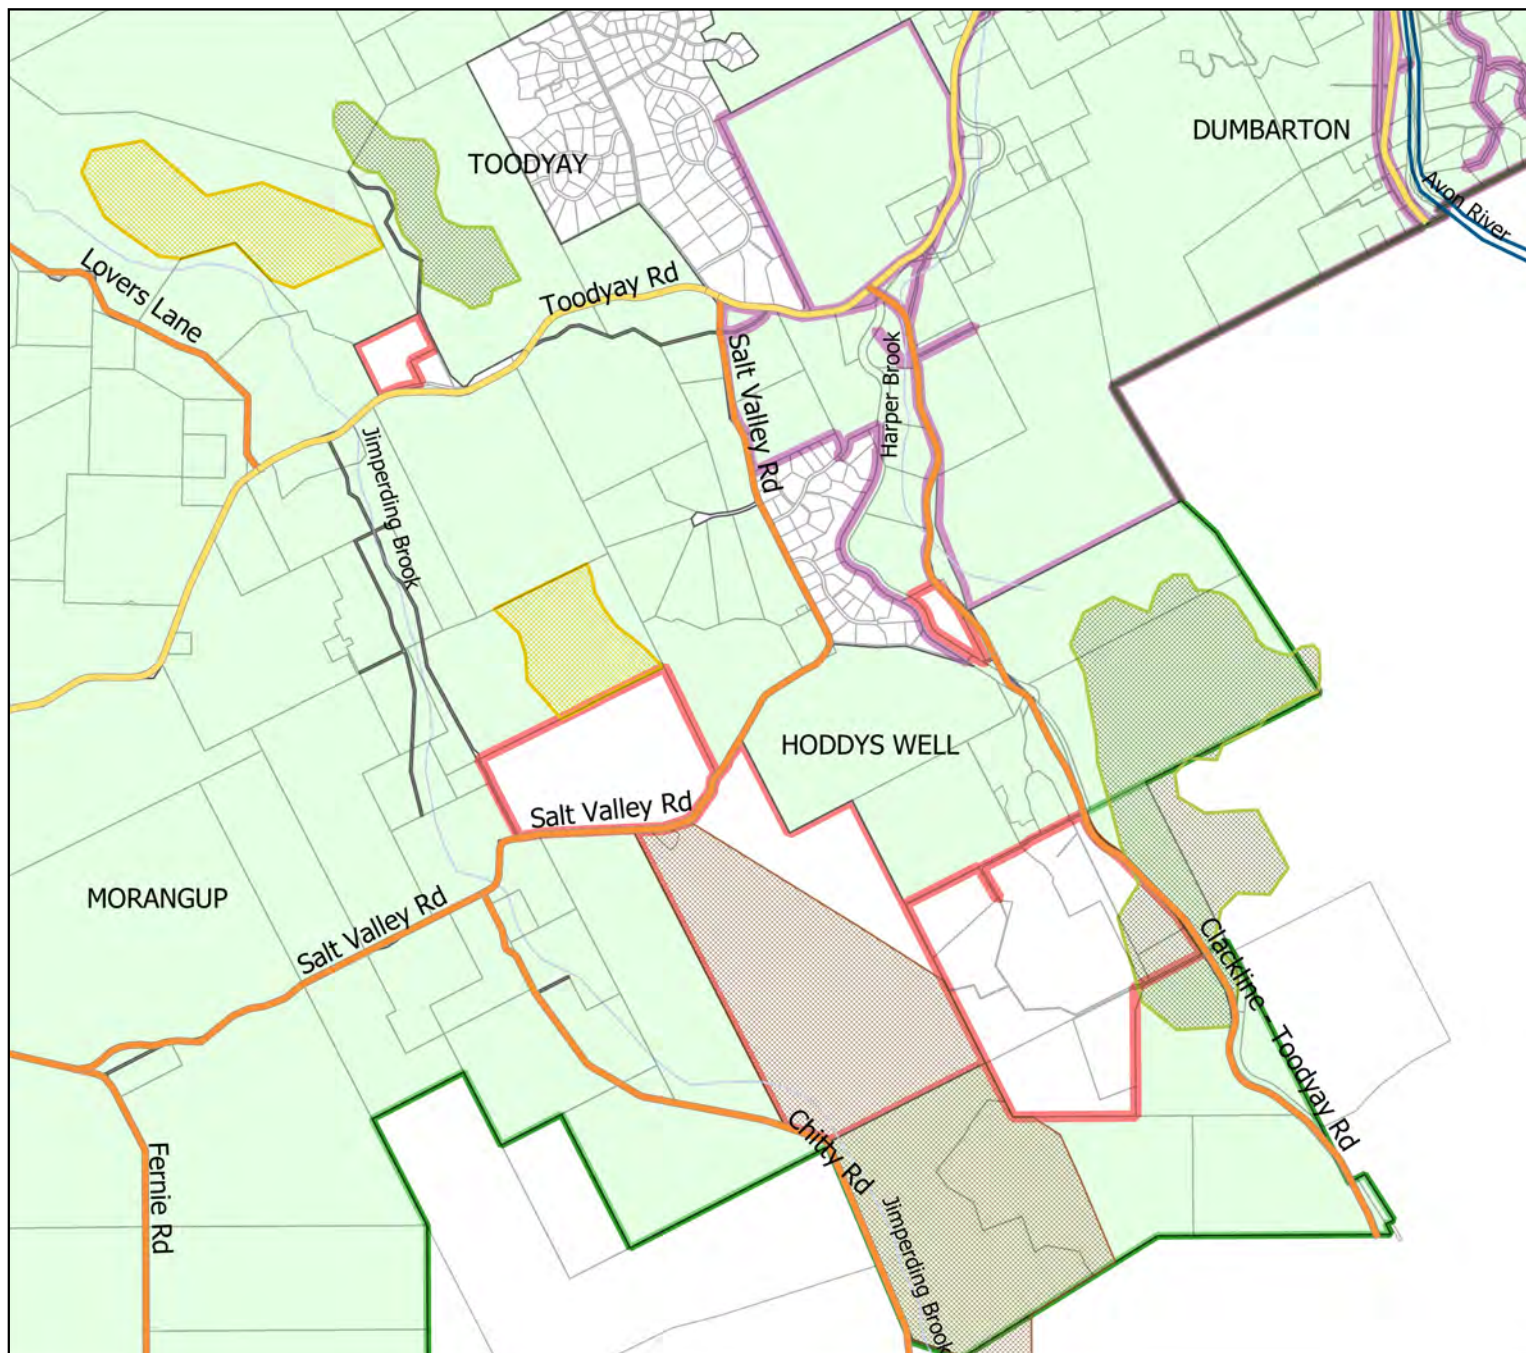 DUMBARTON
TOODYAY
Avon River
Lovers Lane
Toodyay Rd
Salt Valley Rd
Harper Brook
Jimperding Brook
HODDYS WELL
Salt Valley Rd
MORANGUP
Salt Valley Rd
Clackline - Toodyay Rd
Chitty Rd
Fernie Rd
Jimperding Brook